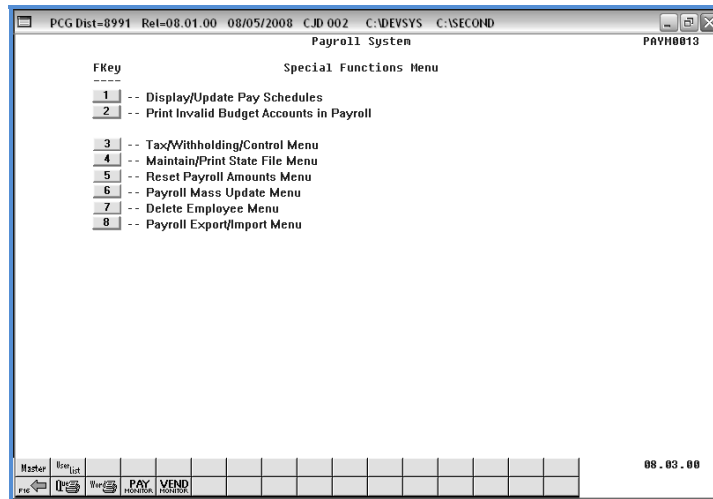 PCG Dist=8991 Rel=08.01.00 08/05/2008 CJD 002 C:\DEVSYS C:\SECOND
Payroll System PAYM0013
FKey Special Functions Menu
----
1 -- Display/Update Pay Schedules
2 -- Print Invalid Budget Accounts in Payroll
3 -- Tax/Withholding/Control Menu
4 -- Maintain/Print State File Menu
5 -- Reset Payroll Amounts Menu
6 -- Payroll Mass Update Menu
7 -- Delete Employee Menu
8 -- Payroll Export/Import Menu
Master User list 08.03.00
F16 Que Word PAY MONITOR VEND MONITOR